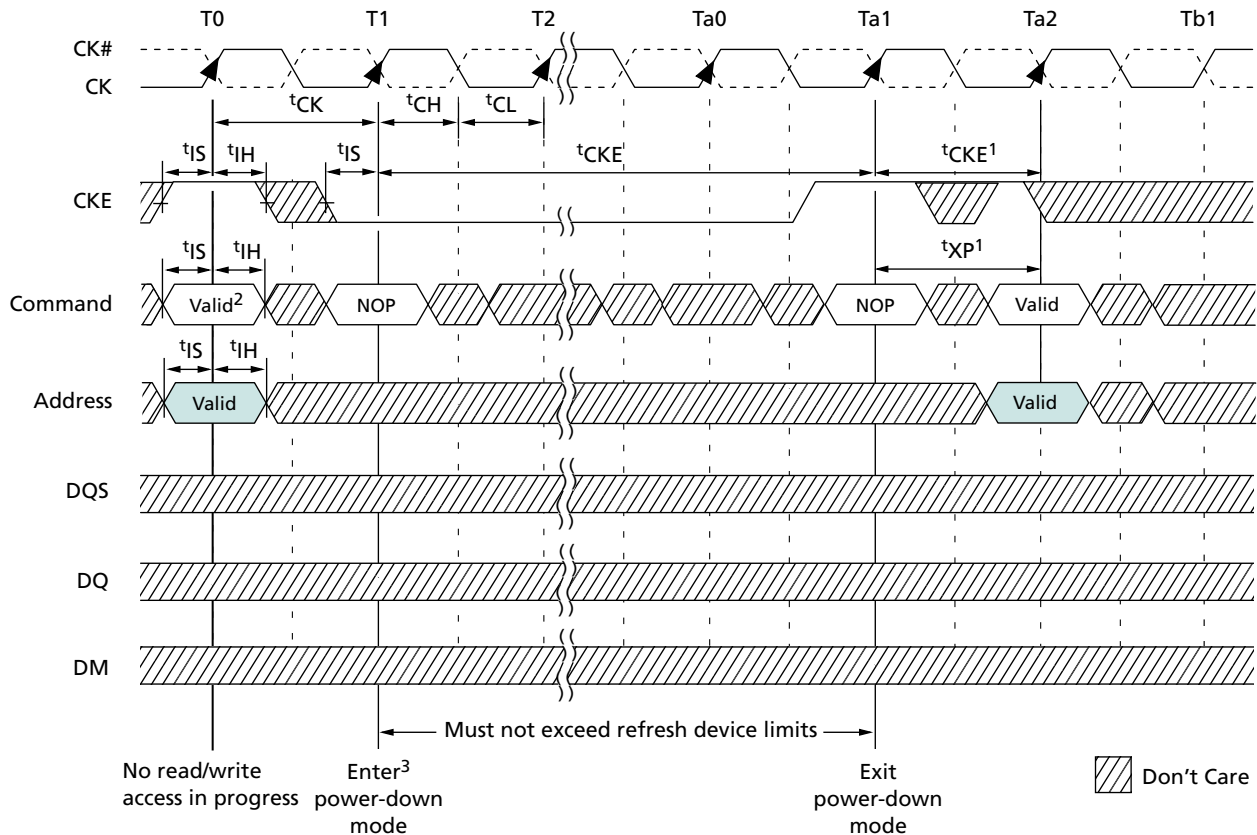 T0 T1 T2 Ta0 Ta1 Ta2 Tb1
CK#
CK
tCK tCH tCL
tIS tIH tIS tCKE tCKE1
CKE
tIS tIH tXP1
Command Valid2 NOP NOP Valid
tIS tIH
Address Valid Valid
DQS
DQ
DM
Must not exceed refresh device limits
No read/write
access in progress
Enter3
power-down
mode
Exit
power-down
mode
Don't Care